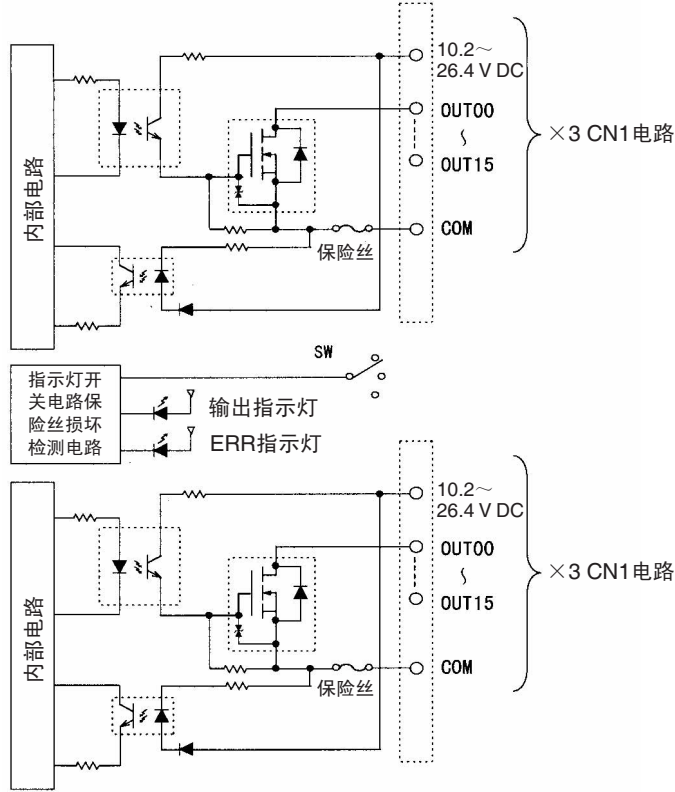 10.2～
26.4 V DC
OUT00
～
OUT15
×3 CN1电路
内部电路
COM
保险丝
SW
指示灯开
关电路保
险丝损坏
检测电路
输出指示灯
ERR指示灯
10.2～
26.4 V DC
OUT00
～
OUT15
×3 CN1电路
内部电路
COM
保险丝